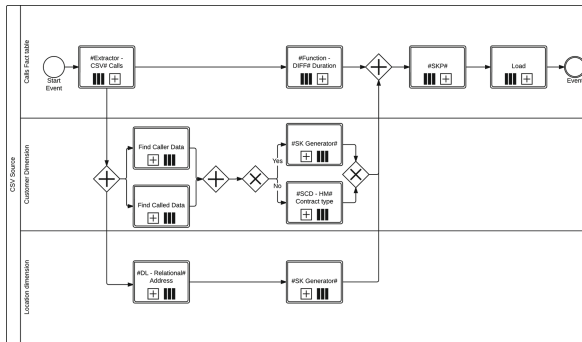 CSV Source
Calls Fact table
Start
Event
#Extractor -
CSV# Calls
#Function -
DIFF# Duration
#SKP#
Load
Event
Customer Dimension
Find Caller Data
Find Called Data
Yes
No
#SK Generator#
#SCD - HM#
Contract type
Location dimension
#DL - Relational#
Address
#SK Generator#